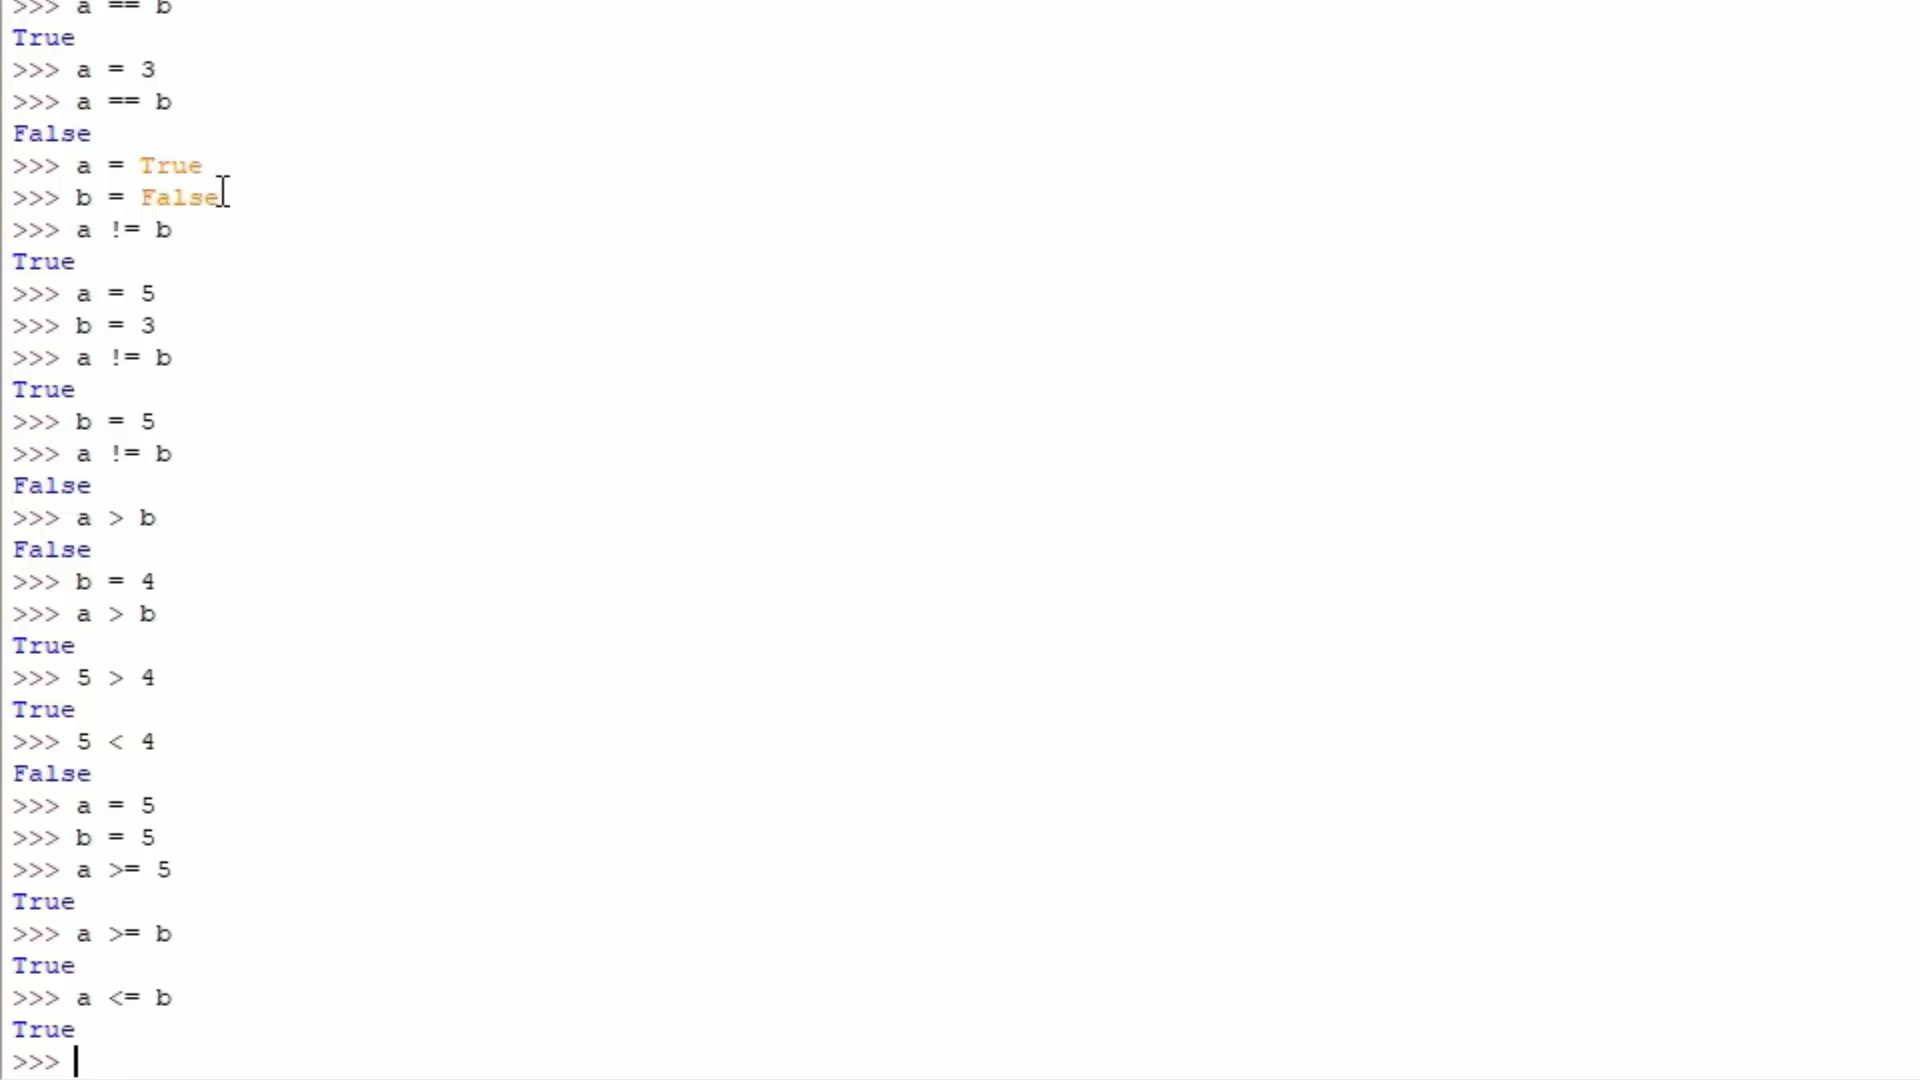 >>> a == b
True
>>> a = 3
>>> a == b
False
>>> a = True
>>> b = False
>>> a != b
True
>>> a = 5
>>> b = 3
>>> a != b
True
>>> b = 5
>>> a != b
False
>>> a > b
False
>>> b = 4
>>> a > b
True
>>> 5 > 4
True
>>> 5 < 4
False
>>> a = 5
>>> b = 5
>>> a >= 5
True
>>> a >= b
True
>>> a <= b
True
>>>